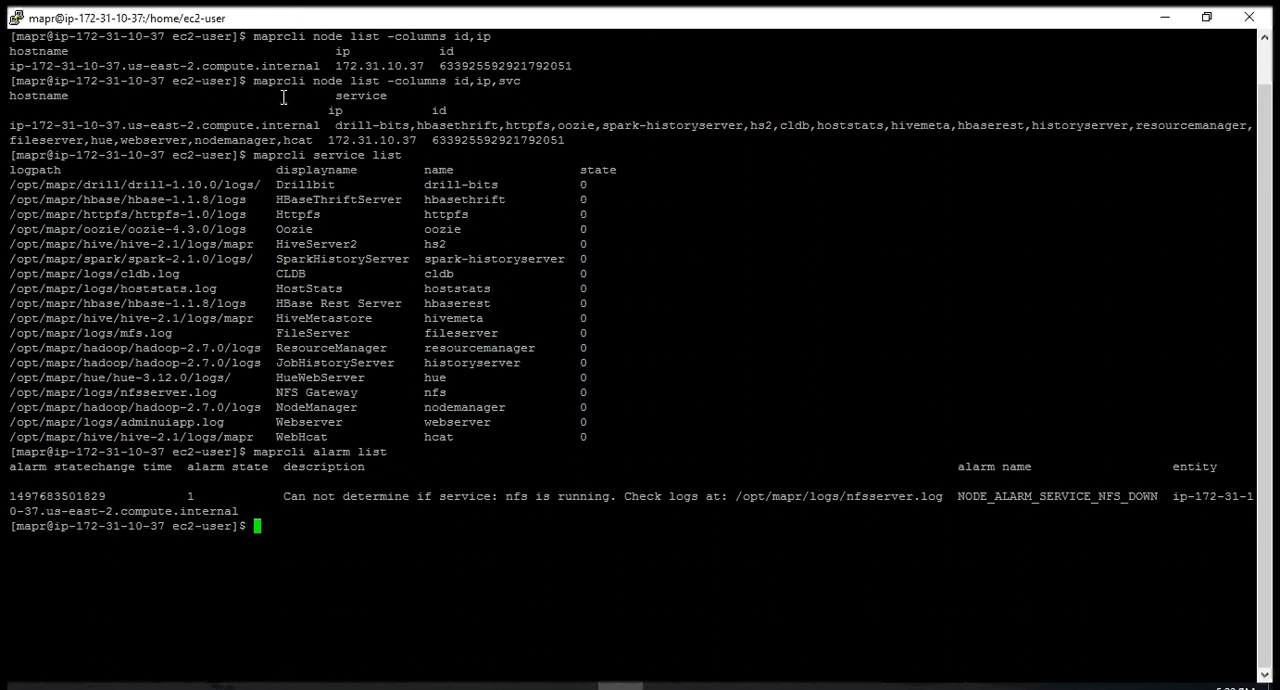 mapr@ip-172-31-10-37:/home/ec2-user
[mapr@ip-172-31-10-37 ec2-user]$ maprcli node list -columns id,ip
hostname ip id
ip-172-31-10-37.us-east-2.compute.internal 172.31.10.37 633925592921792051
[mapr@ip-172-31-10-37 ec2-user]$ maprcli node list -columns id,ip,svc
hostname service
ip id
ip-172-31-10-37.us-east-2.compute.internal drill-bits,hbasethrift,httpfs,oozie,spark-historyserver,hs2,cldb,hoststats,hivemeta,hbaserest,historyserver,resourcemanager,
fileserver,hue,webserver,nodemanager,hcat 172.31.10.37 633925592921792051
[mapr@ip-172-31-10-37 ec2-user]$ maprcli service list
logpath displayname name state
/opt/mapr/drill/drill-1.10.0/logs/ Drillbit drill-bits 0
/opt/mapr/hbase/hbase-1.1.8/logs HBaseThriftServer hbasethrift 0
/opt/mapr/httpfs/httpfs-1.0/logs Httpfs httpfs 0
/opt/mapr/oozie/oozie-4.3.0/logs Oozie oozie 0
/opt/mapr/hive/hive-2.1/logs/mapr HiveServer2 hs2 0
/opt/mapr/spark/spark-2.1.0/logs/ SparkHistoryServer spark-historyserver 0
/opt/mapr/logs/cldb.log CLDB cldb 0
/opt/mapr/logs/hoststats.log HostStats hoststats 0
/opt/mapr/hbase/hbase-1.1.8/logs HBase Rest Server hbaserest 0
/opt/mapr/hive/hive-2.1/logs/mapr HiveMetastore hivemeta 0
/opt/mapr/logs/mfs.log FileServer fileserver 0
/opt/mapr/hadoop/hadoop-2.7.0/logs ResourceManager resourcemanager 0
/opt/mapr/hadoop/hadoop-2.7.0/logs JobHistoryServer historyserver 0
/opt/mapr/hue/hue-3.12.0/logs/ HueWebServer hue 0
/opt/mapr/logs/nfsserver.log NFS Gateway nfs 0
/opt/mapr/hadoop/hadoop-2.7.0/logs NodeManager nodemanager 0
/opt/mapr/logs/adminuiapp.log Webserver webserver 0
/opt/mapr/hive/hive-2.1/logs/mapr WebHcat hcat 0
[mapr@ip-172-31-10-37 ec2-user]$ maprcli alarm list
alarm statechange time alarm state description alarm name entity
1497683501829 1 Can not determine if service: nfs is running. Check logs at: /opt/mapr/logs/nfsserver.log NODE_ALARM_SERVICE_NFS_DOWN ip-172-31-1
0-37.us-east-2.compute.internal
[mapr@ip-172-31-10-37 ec2-user]$